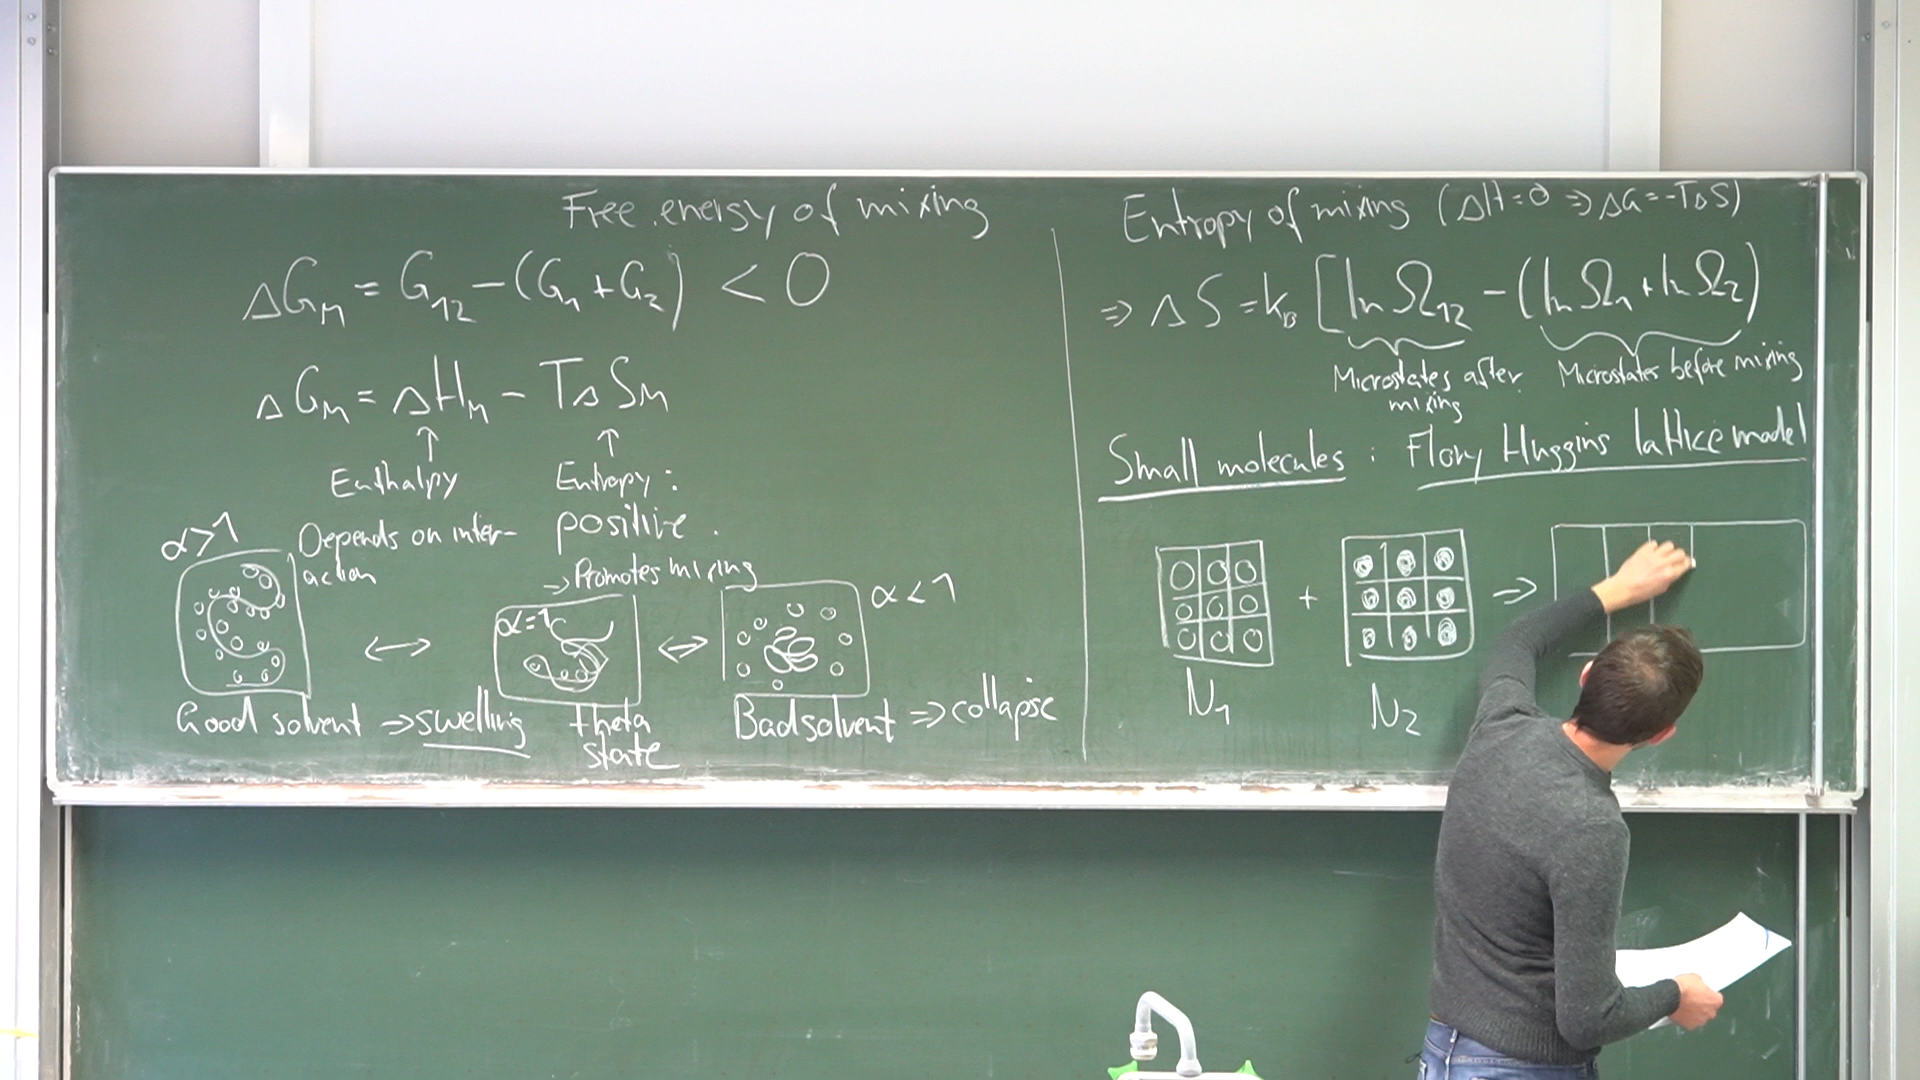 Free energy of mixing
ΔG_M = G_12 - (G_1 + G_2) < 0
ΔG_M = ΔH_M - TΔS_M
↑ ↑
Enthalpy
Entropy:
positive.
Depends on inter-
action
→ Promotes mixing
α>1
α=1
α<1
↔ ⇔
Good solvent ⇒ swelling
theta
state
Bad solvent ⇒ collapse
Entropy of mixing (ΔH=0 ⇒ ΔG=-TΔS)
⇒ ΔS = k_B [ln Ω_12 - (ln Ω_1 + ln Ω_2)
Microstates after
mixing
Microstates before mixing
Small molecules : Flory Huggins lattice model
+ ⇒
N_1
N_2